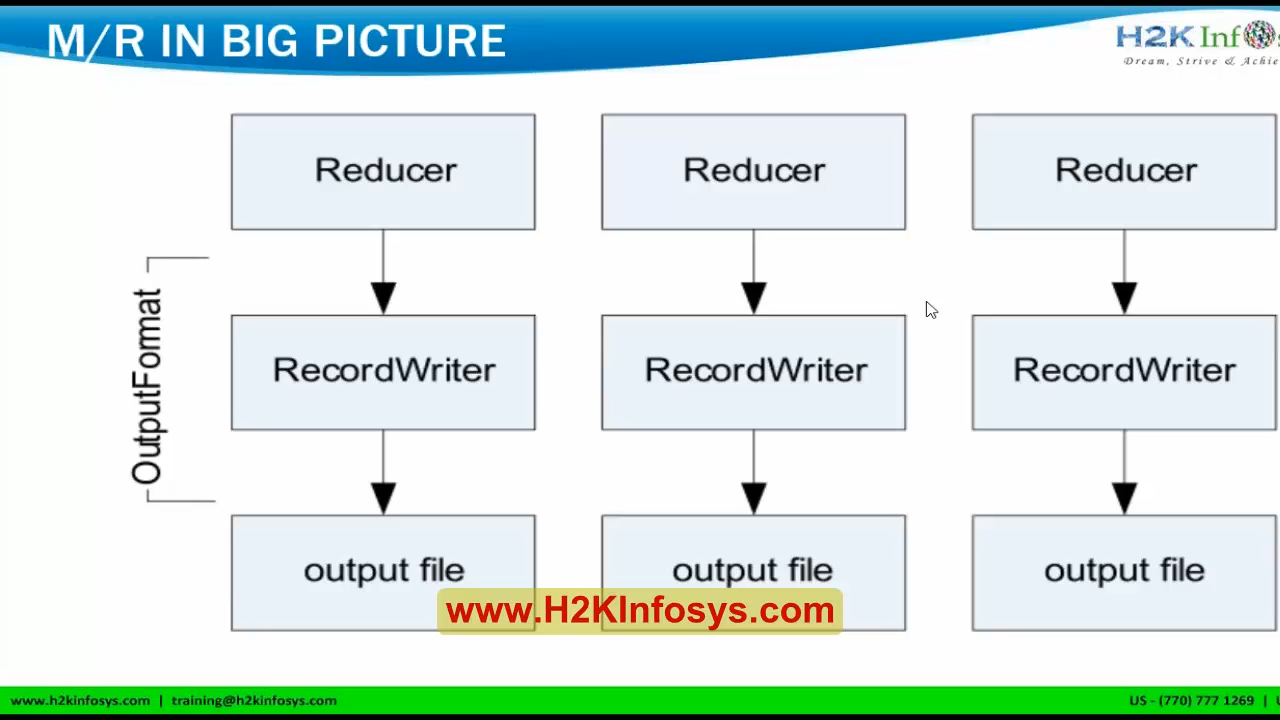 M/R IN BIG PICTURE
H2K Inf
Dream, Strive & Achie
Reducer Reducer Reducer
OutputFormat
RecordWriter RecordWriter RecordWriter
output file output file output file
www.H2KInfosys.com
www.h2kinfosys.com | training@h2kinfosys.com
US - (770) 777 1269 |